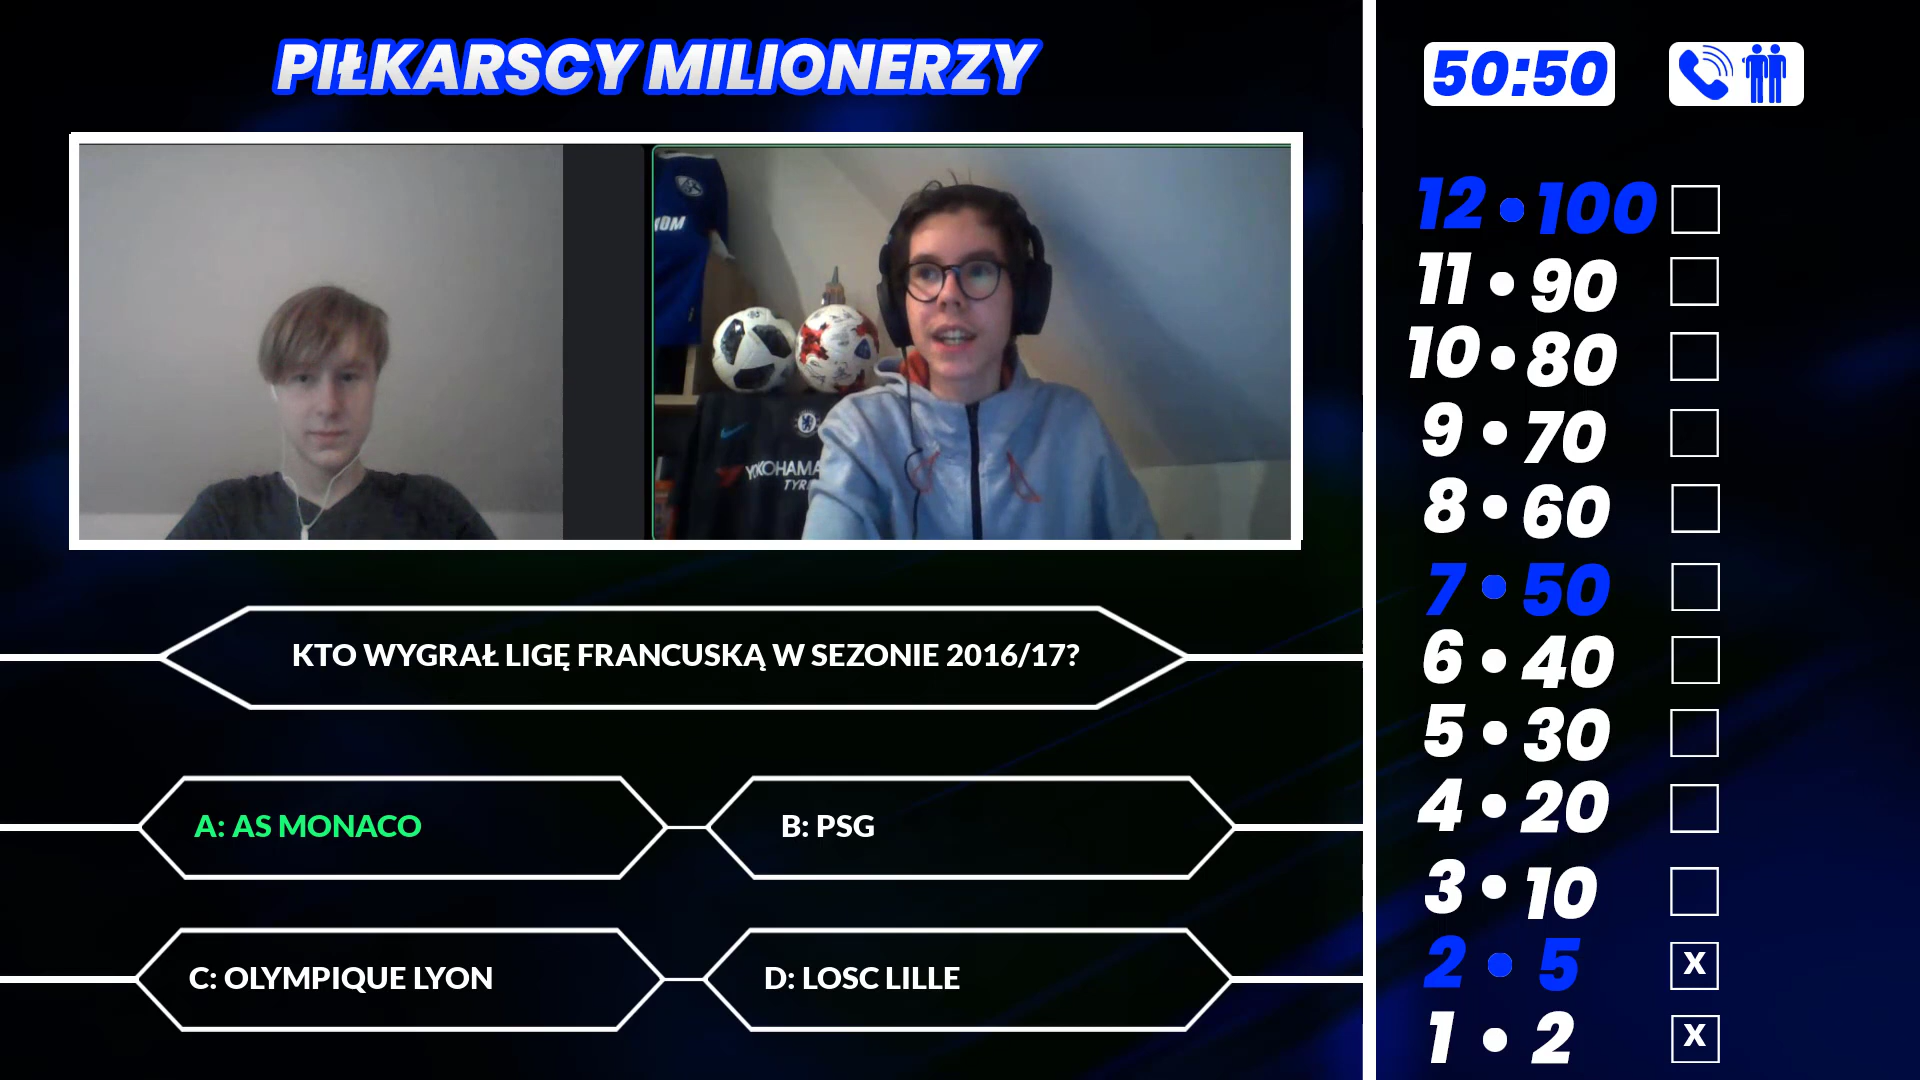 PIŁKARSCY MILIONERZY
50:50
KTO WYGRAŁ LIGĘ FRANCUSKĄ W SEZONIE 2016/17?
A: AS MONACO
B: PSG
C: OLYMPIQUE LYON
D: LOSC LILLE
12 • 100
11 • 90
10 • 80
9 • 70
8 • 60
7 • 50
6 • 40
5 • 30
4 • 20
3 • 10
2 • 5 X
1 • 2 X
YOKOHAMA